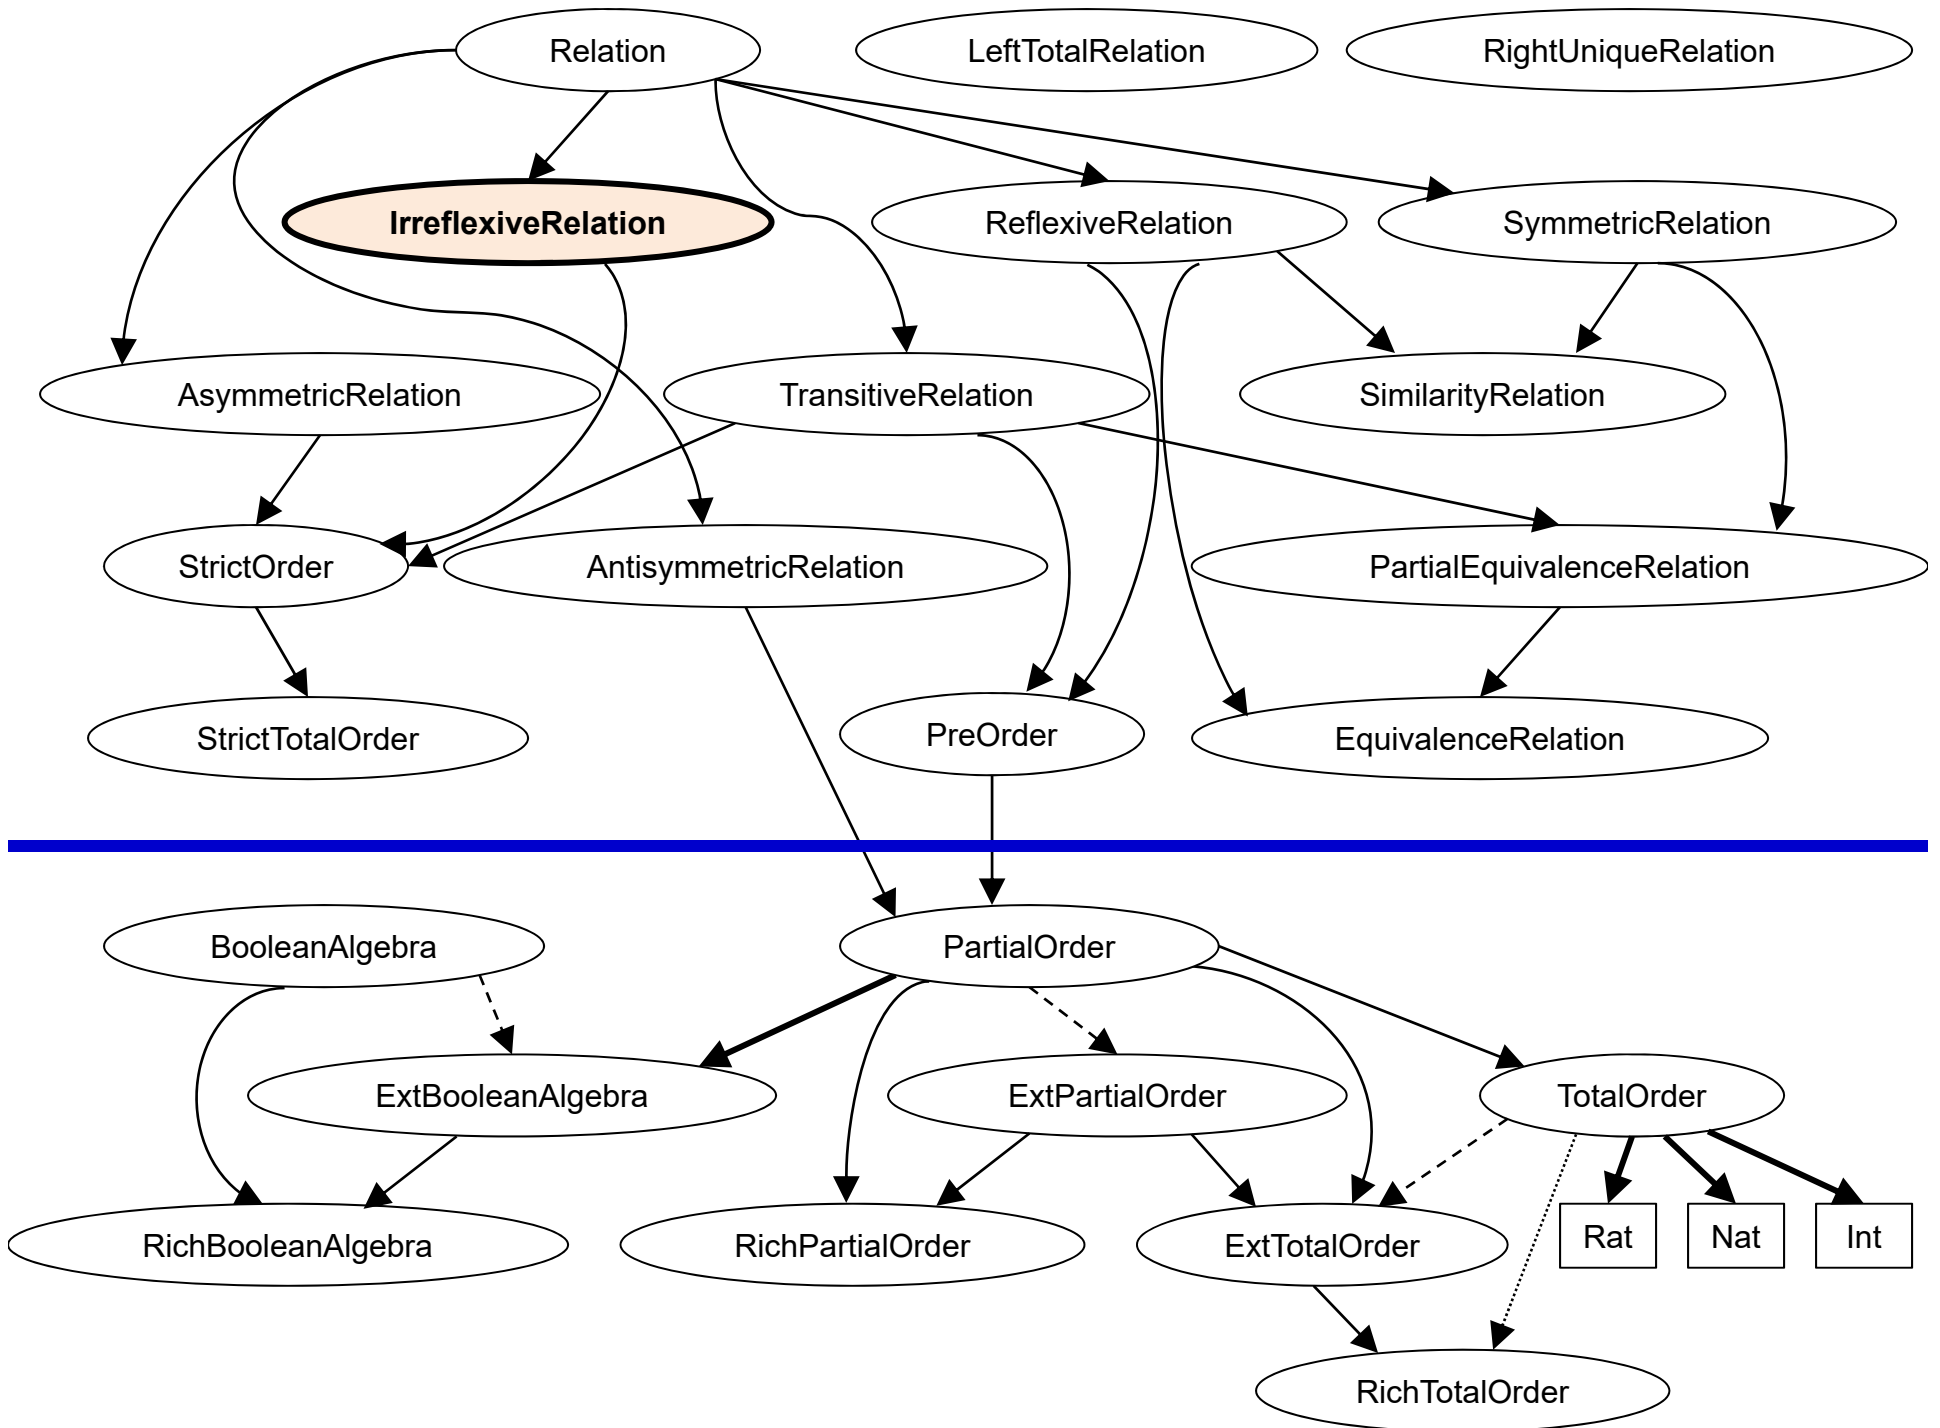 Relation
LeftTotalRelation
RightUniqueRelation
IrreflexiveRelation
ReflexiveRelation
SymmetricRelation
AsymmetricRelation
TransitiveRelation
SimilarityRelation
StrictOrder
AntisymmetricRelation
PartialEquivalenceRelation
StrictTotalOrder
PreOrder
EquivalenceRelation
BooleanAlgebra
PartialOrder
ExtBooleanAlgebra
ExtPartialOrder
TotalOrder
RichBooleanAlgebra
RichPartialOrder
ExtTotalOrder
Rat
Nat
Int
RichTotalOrder